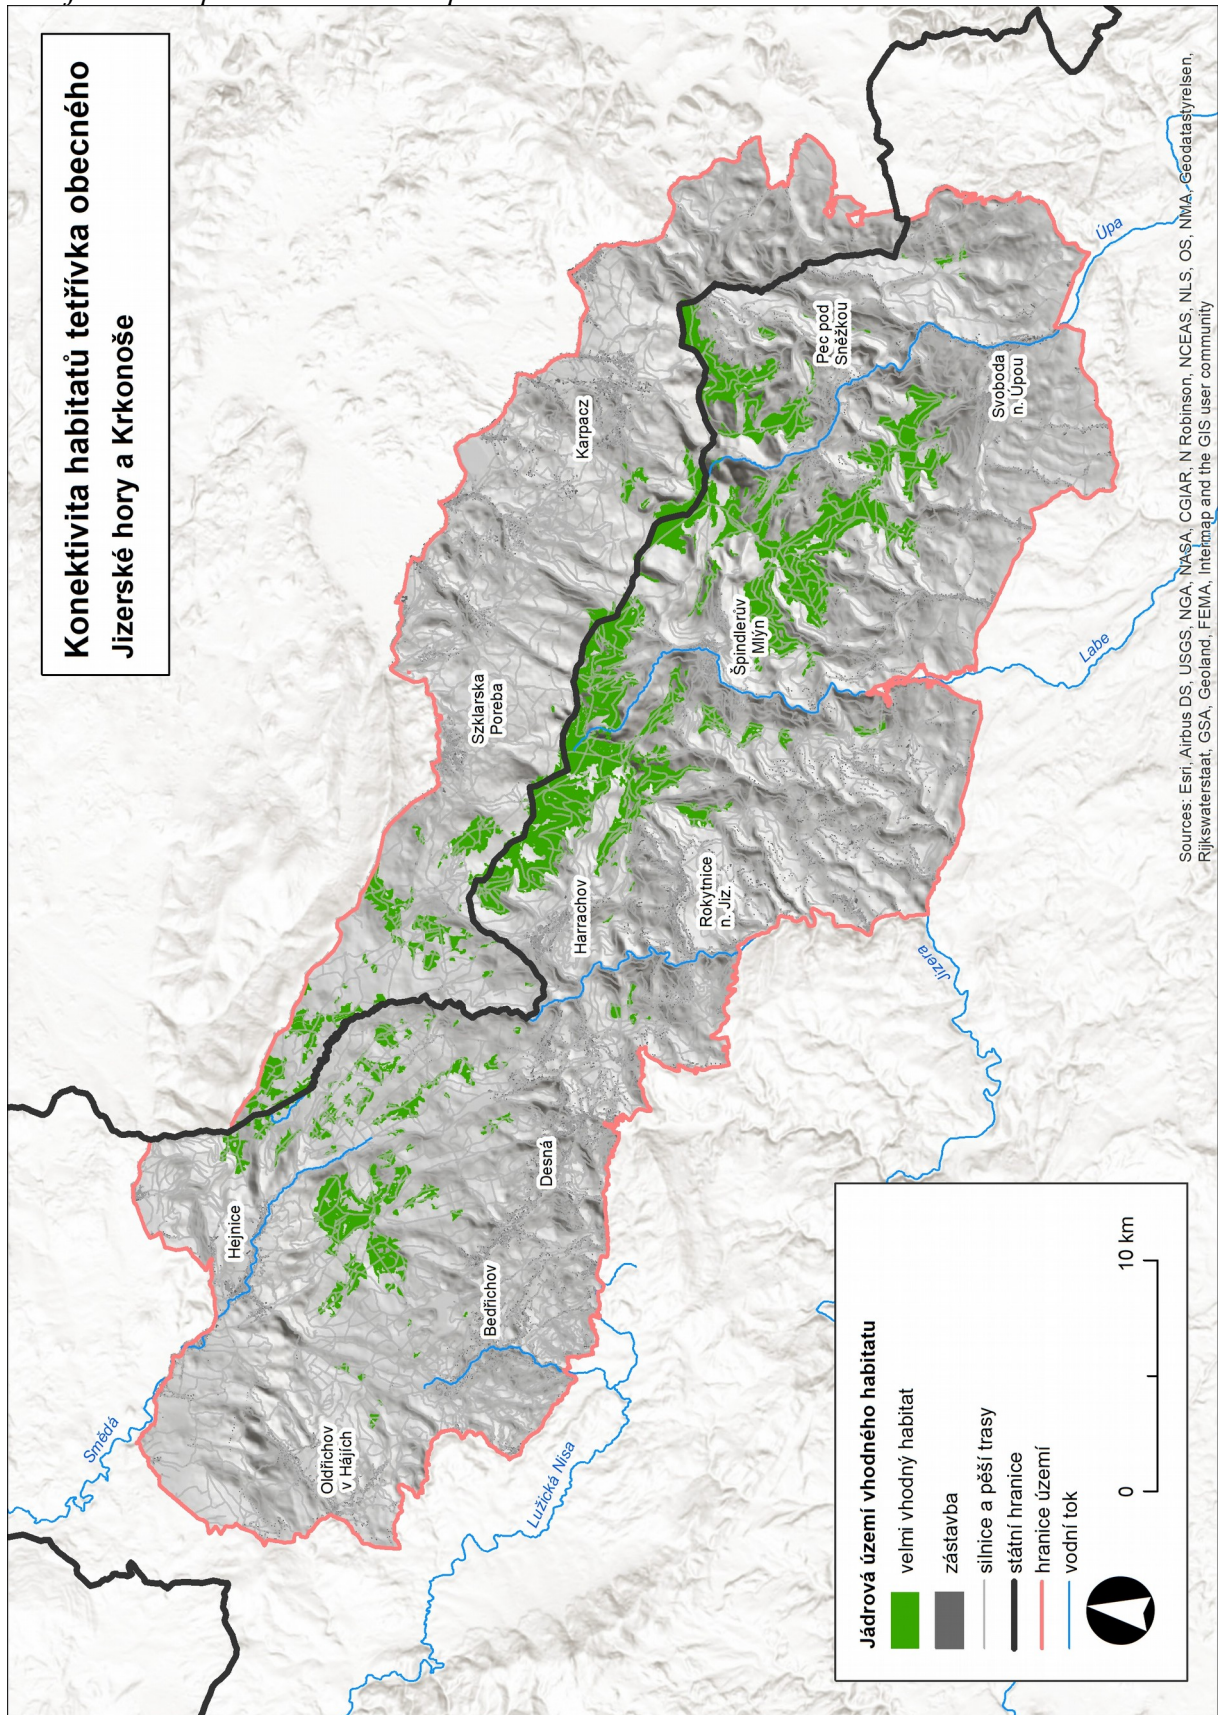 Konektivita habitatů tetřívka obecného
Jizerské hory a Krkonoše
Smědá
Hejnice
Oldřichov
v Hájích
Lužická Nisa
Bedřichov
Desná
Szklarska
Poreba
Karpacz
Harrachov
Rokytnice
n. Jiz.
Jizera
Špindlerův
Mlýn
Labe
Pec pod
Sněžkou
Svoboda
n. Úpou
Úpa
Jádrová území vhodného habitatu
velmi vhodný habitat
zástavba
silnice a pěší trasy
státní hranice
hranice území
vodní tok
0
10 km
Sources: Esri, Airbus DS, USGS, NGA, NASA, CGIAR, N Robinson, NCEAS, NLS, OS, NMA, Geodatastyrelsen,
Rijkswaterstaat, GSA, Geoland, FEMA, Intermap and the GIS user community